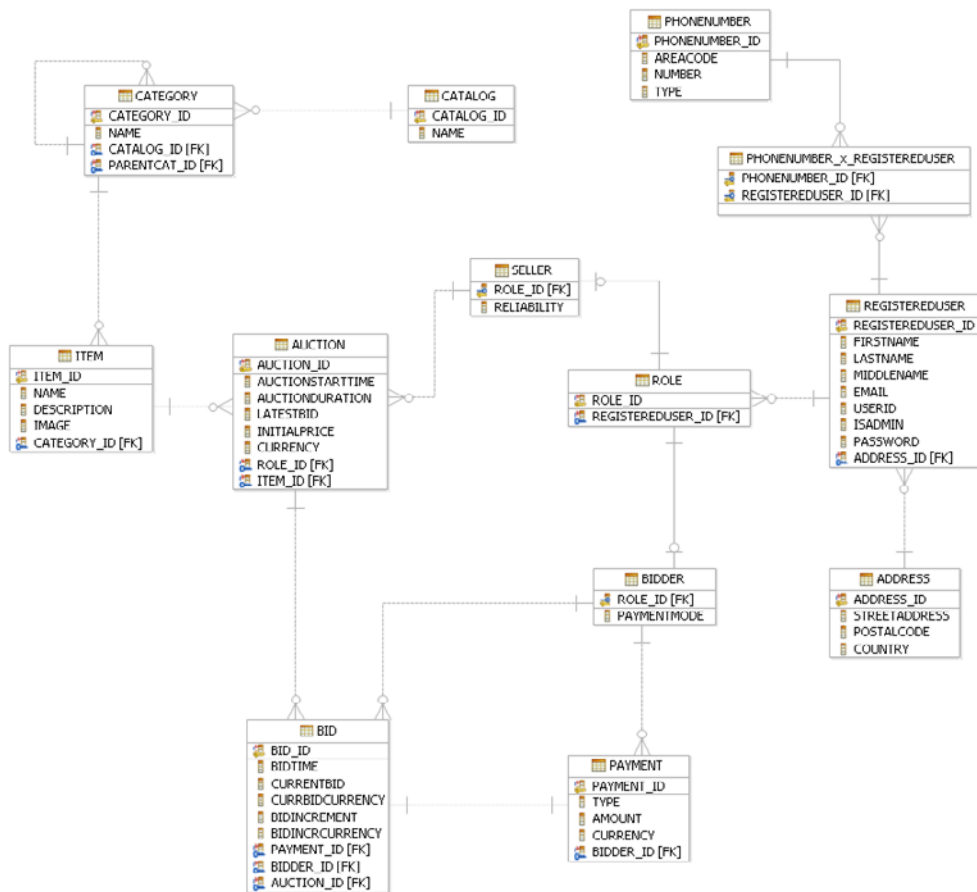 PHONENUMBER
PHONENUMBER_ID
AREACODE
NUMBER
TYPE
CATEGORY
CATEGORY_ID
NAME
CATALOG_ID [FK]
PARENTCAT_ID [FK]
CATALOG
CATALOG_ID
NAME
PHONENUMBER_x_REGISTEREDUSER
PHONENUMBER_ID [FK]
REGISTEREDUSER_ID [FK]
SELLER
ROLE_ID [FK]
RELIABILITY
REGISTEREDUSER
REGISTEREDUSER_ID
FIRSTNAME
LASTNAME
MIDDLENAME
EMAIL
USERID
ISADMIN
PASSWORD
ADDRESS_ID [FK]
ITEM
ITEM_ID
NAME
DESCRIPTION
IMAGE
CATEGORY_ID [FK]
AUCTION
AUCTION_ID
AUCTIONSTARTTIME
AUCTIONDURATION
LATESTBID
INITIALPRICE
CURRENCY
ROLE_ID [FK]
ITEM_ID [FK]
ROLE
ROLE_ID
REGISTEREDUSER_ID [FK]
BIDDER
ROLE_ID [FK]
PAYMENTMODE
ADDRESS
ADDRESS_ID
STREETADDRESS
POSTALCODE
COUNTRY
BID
BID_ID
BIDTIME
CURRENTBID
CURRBIDCURRENCY
BIDINCREMENT
BIDINCRCURRENCY
PAYMENT_ID [FK]
BIDDER_ID [FK]
AUCTION_ID [FK]
PAYMENT
PAYMENT_ID
TYPE
AMOUNT
CURRENCY
BIDDER_ID [FK]